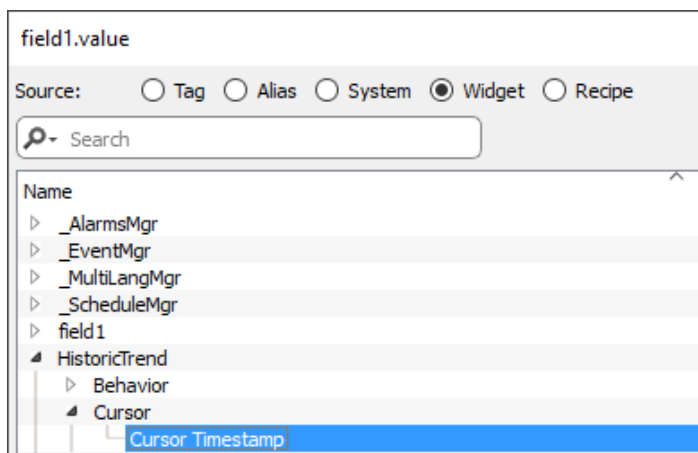 field1.value
Source: Tag Alias System Widget Recipe
Search
Name
_AlarmsMgr
_EventMgr
_MultiLangMgr
_ScheduleMgr
field1
HistoricTrend
Behavior
Cursor
Cursor Timestamp